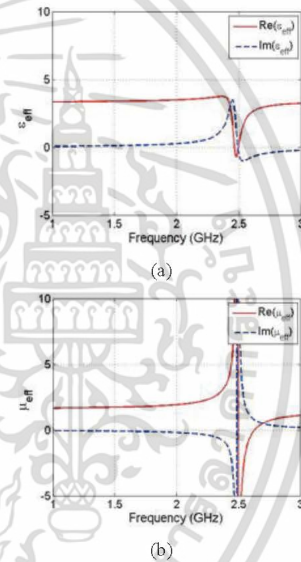 10
Re(ε_eff)
Im(ε_eff)
5
ε_eff
0
-5
1 1.5 2 2.5 3
Frequency (GHz)
(a)
10
Re(μ_eff)
Im(μ_eff)
5
μ_eff
0
-5
1 1.5 2 2.5 3
Frequency (GHz)
(b)